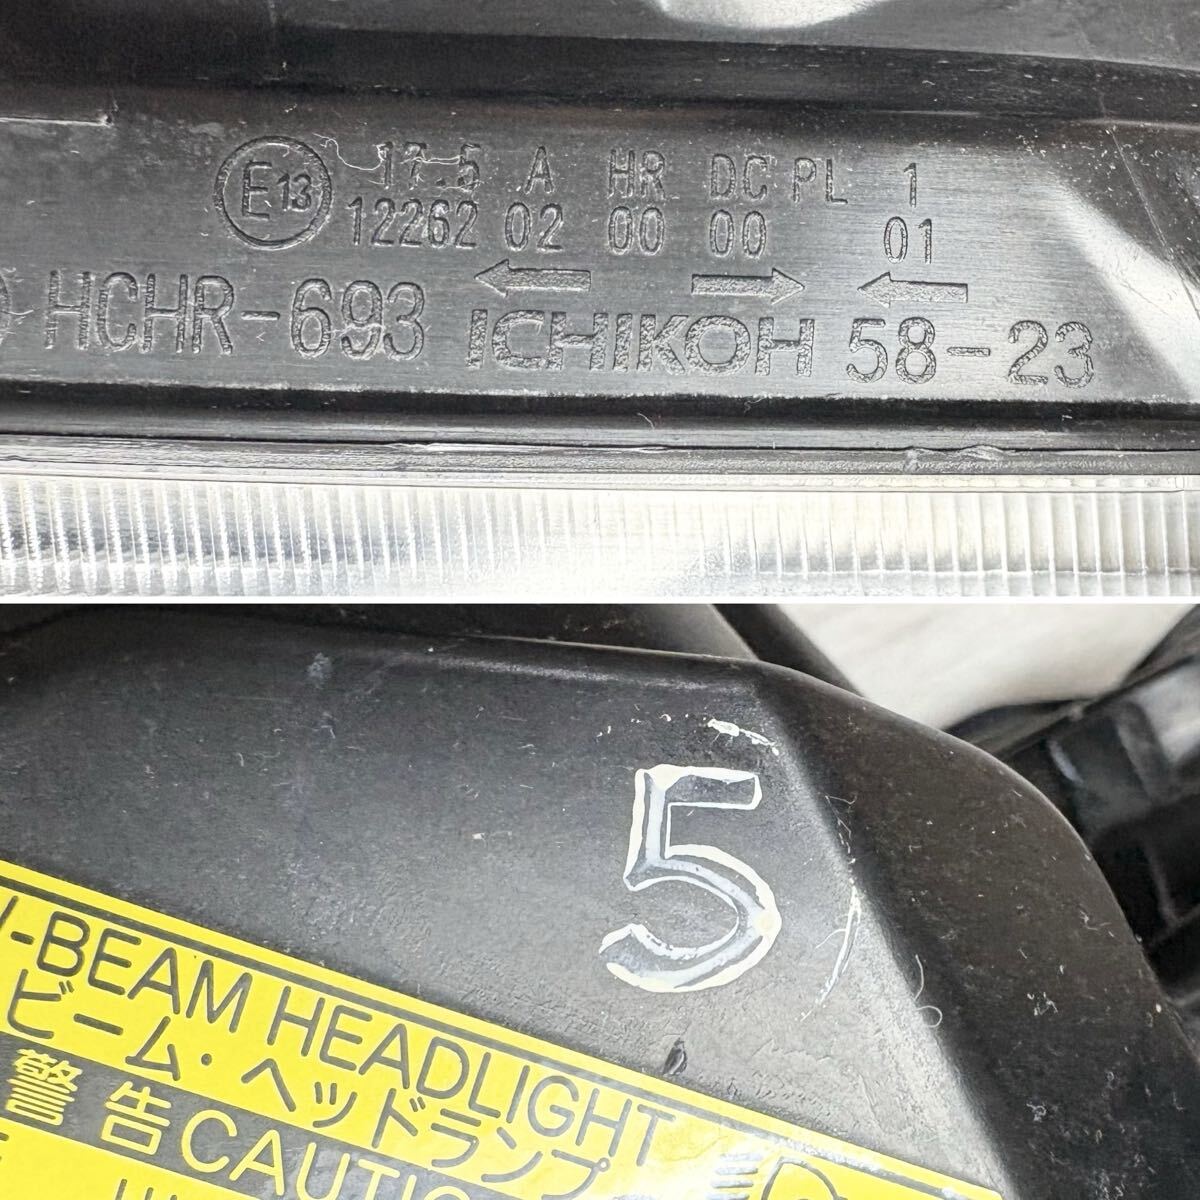 E13 17.5 A HR DC PL 1
12262 02 00 00 01
HCHR-693 ICHIKOH 58-23
5
-BEAM HEADLIGHT
ビーム・ヘッドランプ
警告 CAUTIO